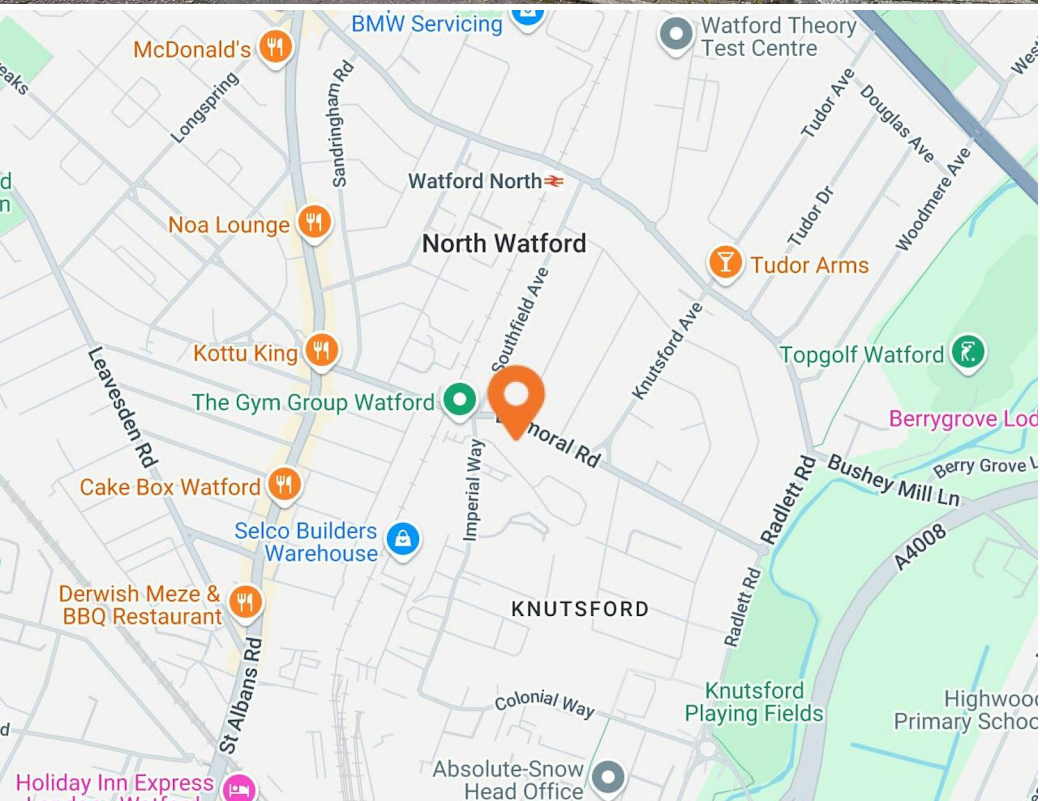 BMW Servicing
McDonald's
Watford Theory
Test Centre
Longspring
Sandringham Rd
Tudor Ave
Douglas Ave
Watford North
Noa Lounge
North Watford
Tudor Dr
Woodmere Ave
Tudor Arms
Southfield Ave
Kottu King
Knutsford Ave
Topgolf Watford
The Gym Group Watford
Berrygrove
Leavesden Rd
moral Rd
Imperial Way
Cake Box Watford
Radlett Rd
Bushey Mill Ln
Berry Grove
Selco Builders
Warehouse
A4008
Derwish Meze &
BBQ Restaurant
KNUTSFORD
Radlett Rd
St Albans Rd
Colonial Way
Knutsford
Playing Fields
Highwood
Primary Schoo
Absolute-Snow
Head Office
Holiday Inn Express